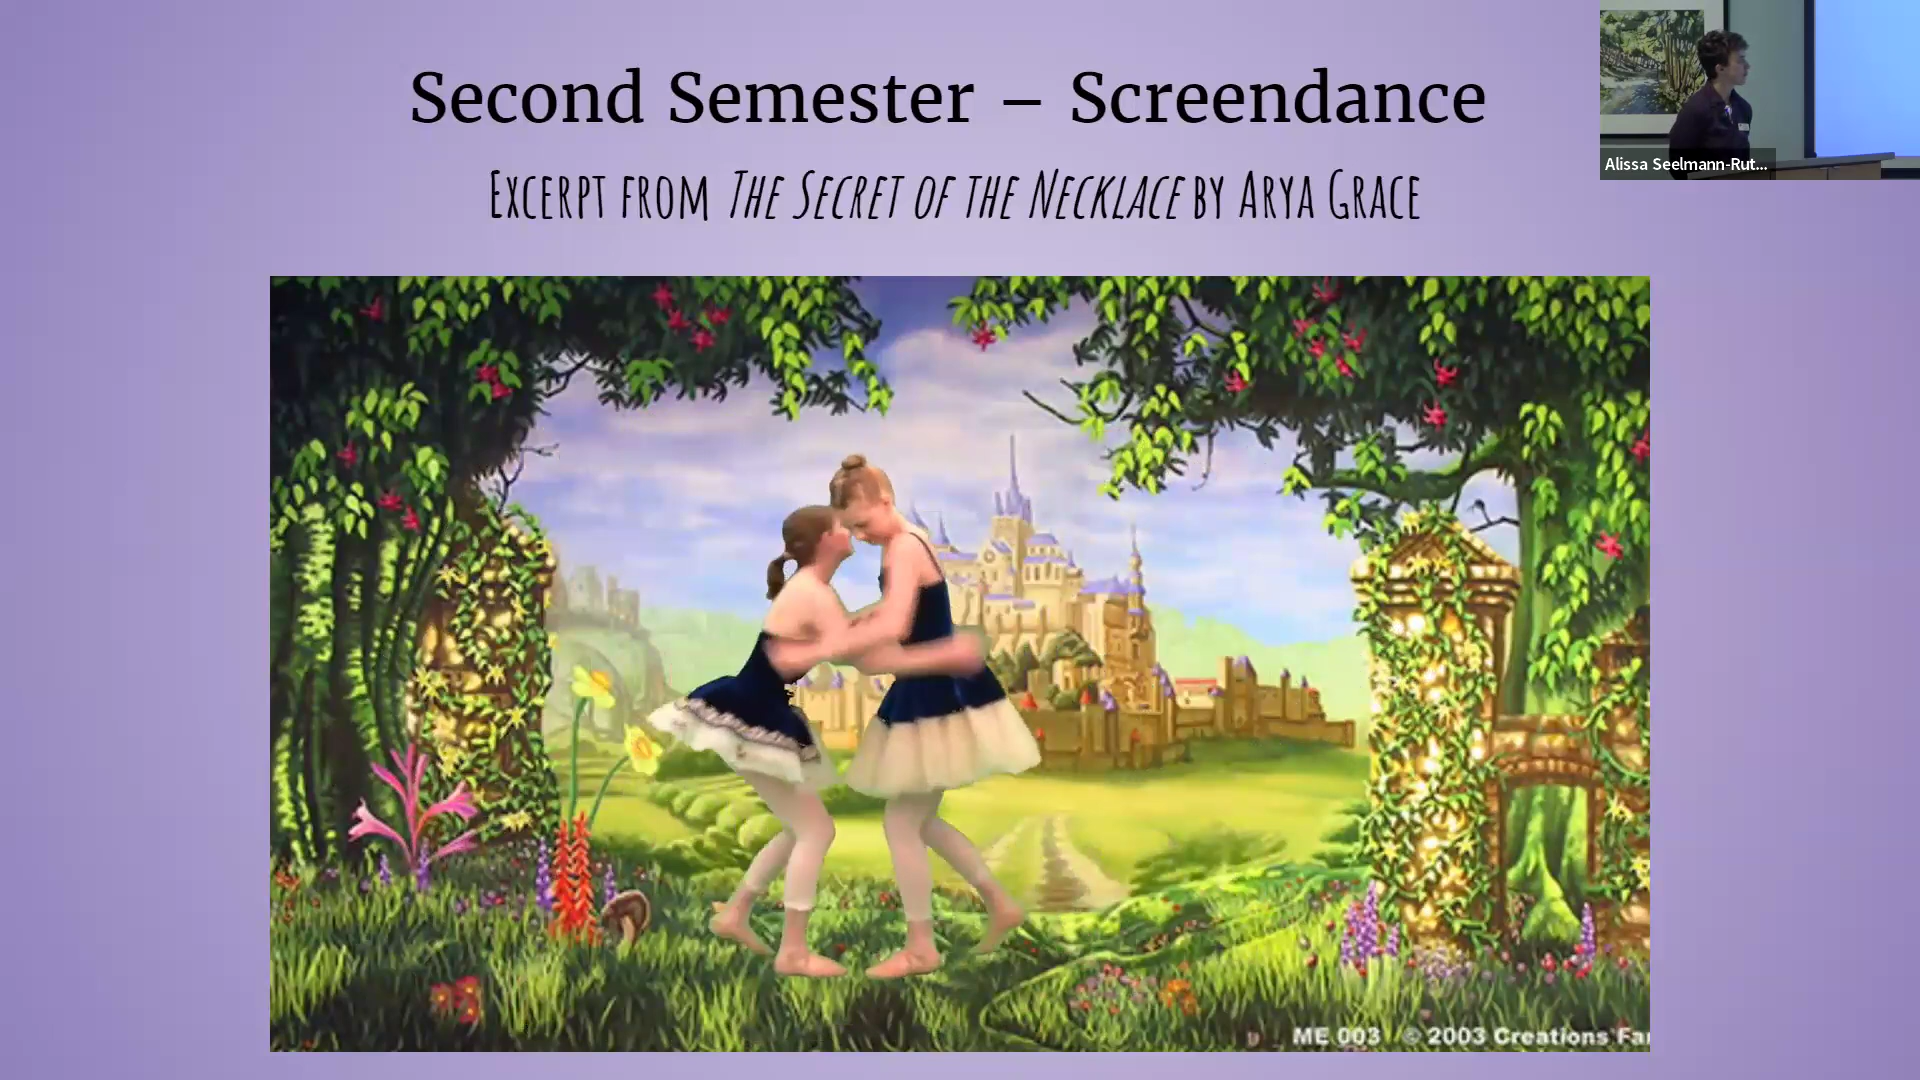 Second Semester – Screendance
Excerpt from The Secret of the Necklace by Arya Grace
Alissa Seelmann-Rut...
ME 003 © 2003 Creations Fa